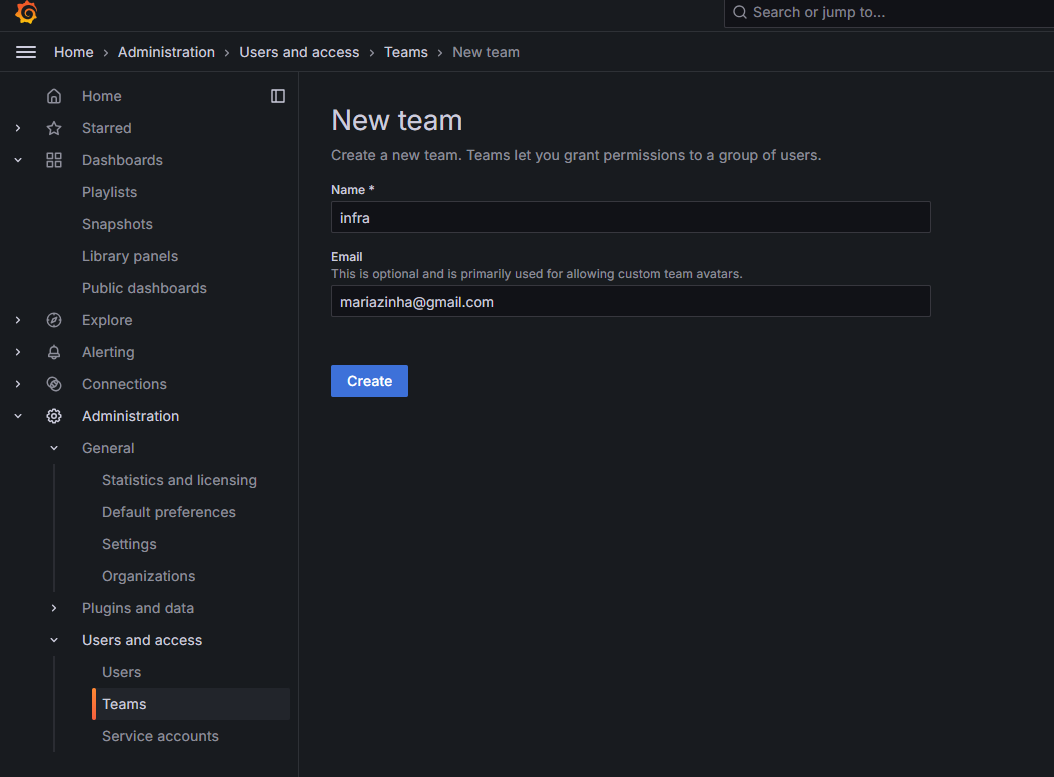 Search or jump to...
Home › Administration › Users and access › Teams › New team
Home
Starred
Dashboards
Playlists
Snapshots
Library panels
Public dashboards
Explore
Alerting
Connections
Administration
General
Statistics and licensing
Default preferences
Settings
Organizations
Plugins and data
Users and access
Users
Teams
Service accounts
New team
Create a new team. Teams let you grant permissions to a group of users.
Name *
infra
Email
This is optional and is primarily used for allowing custom team avatars.
mariazinha@gmail.com
Create